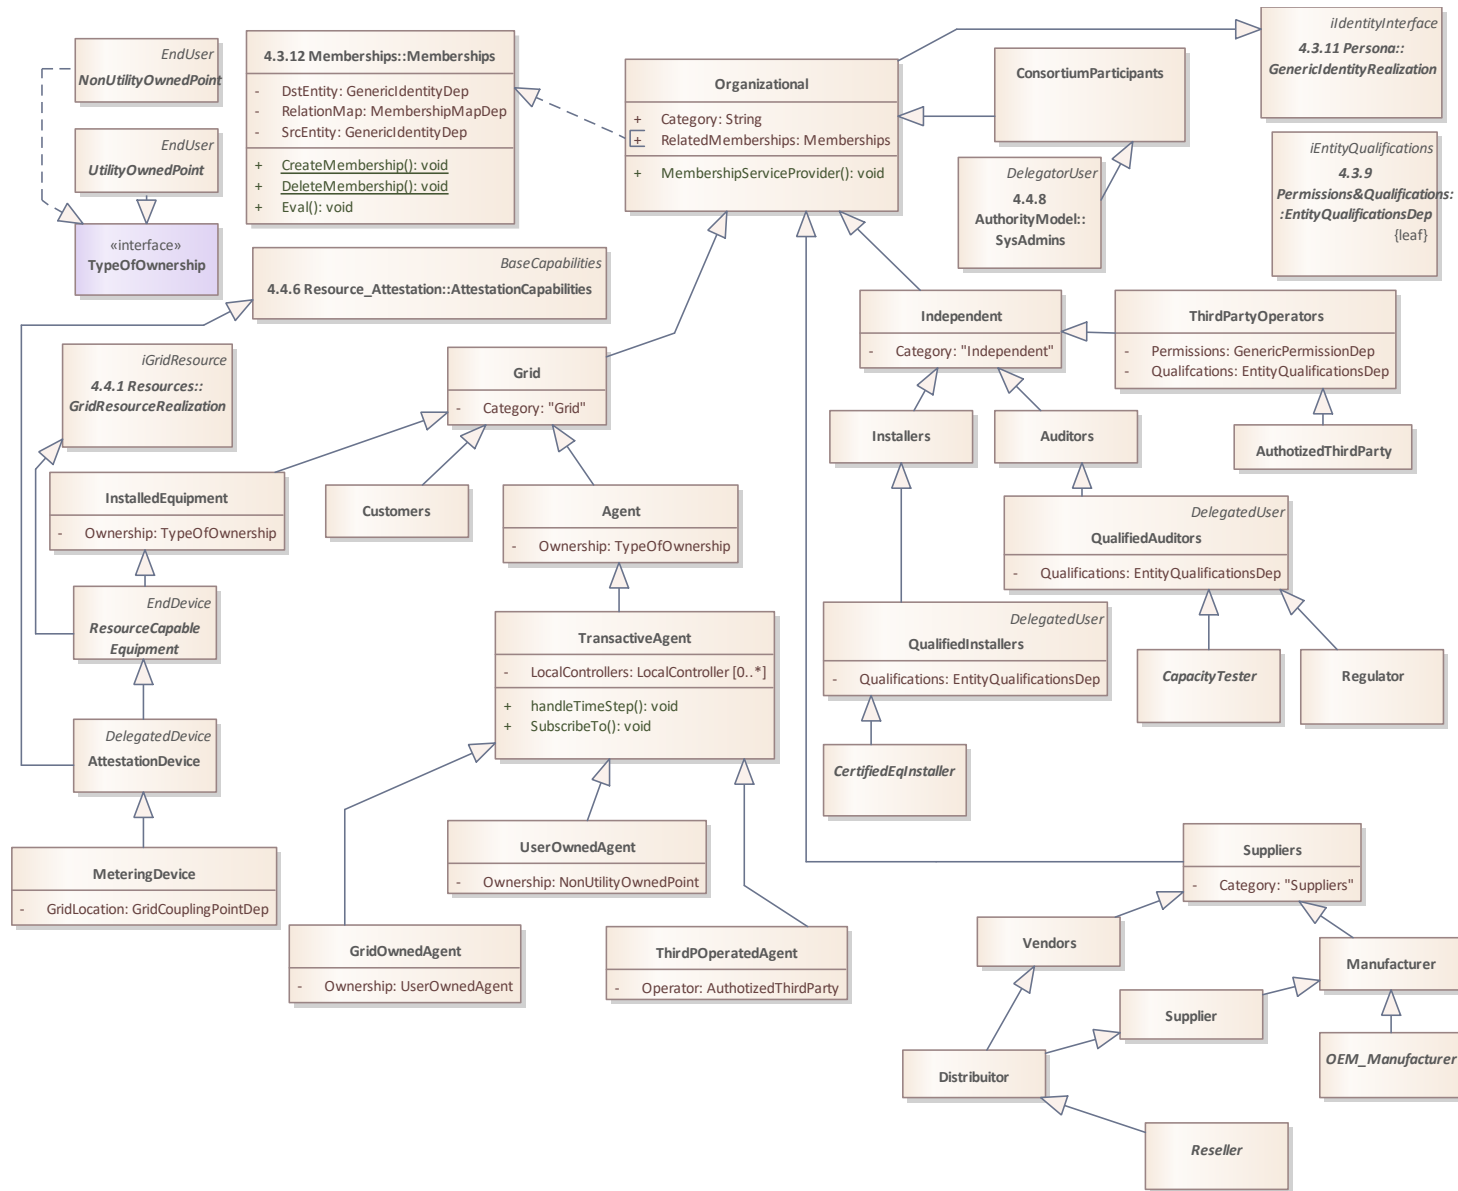 EndUser
NonUtilityOwnedPoint
EndUser
UtilityOwnedPoint
«interface»
TypeOfOwnership
4.3.12 Memberships::Memberships
- DstEntity: GenericIdentityDep
- RelationMap: MembershipMapDep
- SrcEntity: GenericIdentityDep
+ CreateMembership(): void
+ DeleteMembership(): void
+ Eval(): void
Organizational
+ Category: String
+ RelatedMemberships: Memberships
+ MembershipServiceProvider(): void
ConsortiumParticipants
iIdentityInterface
4.3.11 Persona::
GenericIdentityRealization
DelegatorUser
4.4.8
AuthorityModel::
SysAdmins
iEntityQualifications
4.3.9
Permissions&Qualifications:
:EntityQualificationsDep
{leaf}
BaseCapabilities
4.4.6 Resource_Attestation::AttestationCapabilities
Independent
- Category: "Independent"
ThirdPartyOperators
- Permissions: GenericPermissionDep
- Qualifcations: EntityQualificationsDep
iGridResource
4.4.1 Resources::
GridResourceRealization
Grid
- Category: "Grid"
Installers
Auditors
AuthotizedThirdParty
InstalledEquipment
- Ownership: TypeOfOwnership
Customers
Agent
- Ownership: TypeOfOwnership
DelegatedUser
QualifiedAuditors
- Qualifications: EntityQualificationsDep
EndDevice
ResourceCapable
Equipment
TransactiveAgent
- LocalControllers: LocalController [0..*]
+ handleTimeStep(): void
+ SubscribeTo(): void
DelegatedUser
QualifiedInstallers
- Qualifications: EntityQualificationsDep
CapacityTester
Regulator
DelegatedDevice
AttestationDevice
CertifiedEqInstaller
MeteringDevice
- GridLocation: GridCouplingPointDep
UserOwnedAgent
- Ownership: NonUtilityOwnedPoint
Suppliers
- Category: "Suppliers"
GridOwnedAgent
- Ownership: UserOwnedAgent
ThirdPOperatedAgent
- Operator: AuthotizedThirdParty
Vendors
Manufacturer
Supplier
OEM_Manufacturer
Distribuitor
Reseller